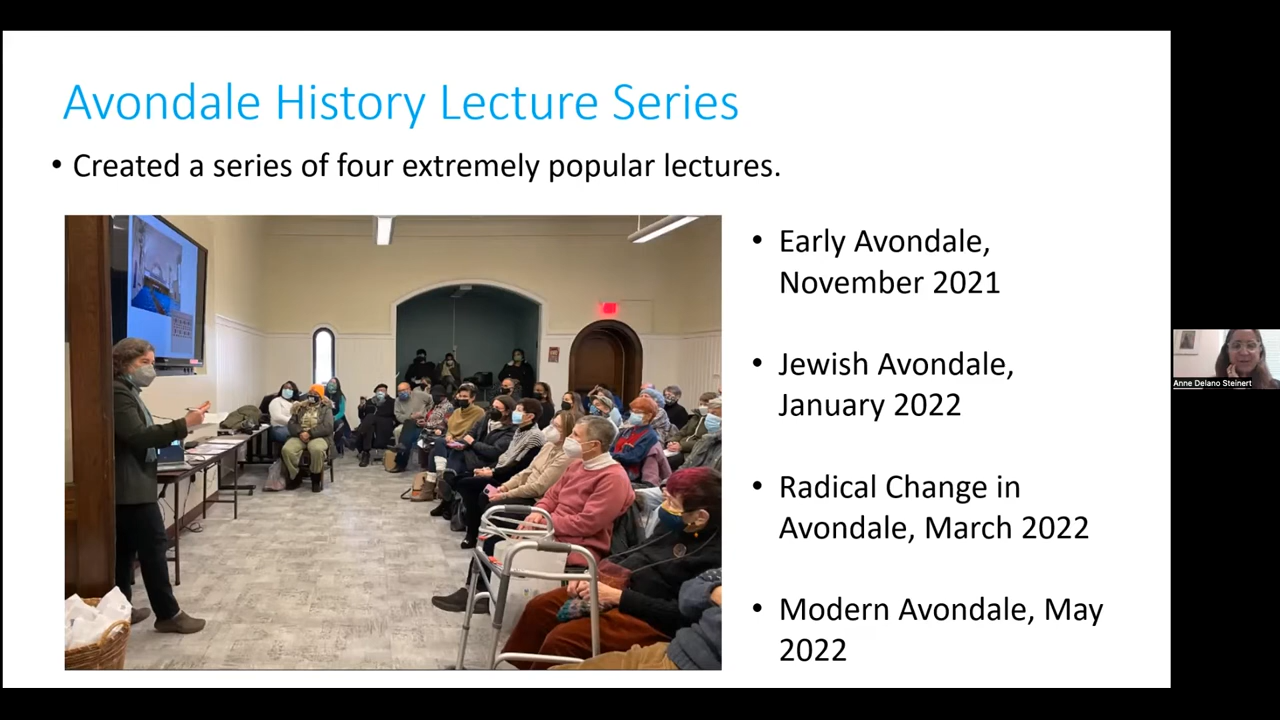 Avondale History Lecture Series
• Created a series of four extremely popular lectures.
• Early Avondale,
November 2021
• Jewish Avondale,
January 2022
• Radical Change in
Avondale, March 2022
• Modern Avondale, May
2022
Anne Delano Steinert